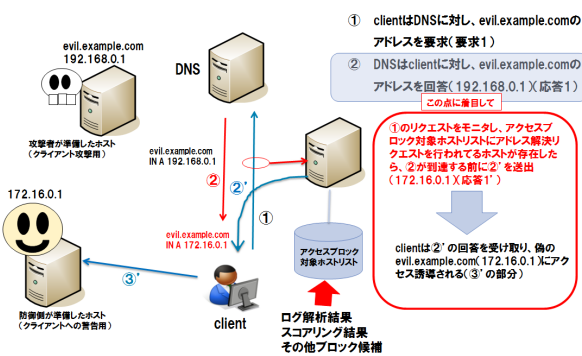 evil.example.com
192.168.0.1
攻撃者が準備したホスト
(クライアント攻撃用)
172.16.0.1
防御側が準備したホスト
(クライアントへの警告用)
DNS
evil.example.com
IN A 192.168.0.1
②
②'
①
evil.example.com
IN A 172.16.0.1
③'
client
アクセスブロック
対象ホストリスト
ログ解析結果
スコアリング結果
その他ブロック候補
① clientはDNSに対し、evil.example.comの
アドレスを要求(要求1)
② DNSはclientに対し、evil.example.comの
アドレスを回答(192.168.0.1)(応答1)
この点に着目して
①のリクエストをモニタし、アクセスブ
ロック対象ホストリストにアドレス解決リ
クエストを行われてるホストが存在した
ら、②が到達する前に②'を送出
(172.16.0.1)(応答1')
clientは②'の回答を受け取り、偽の
evil.example.com(172.16.0.1)にアク
セス誘導される(③'の部分)